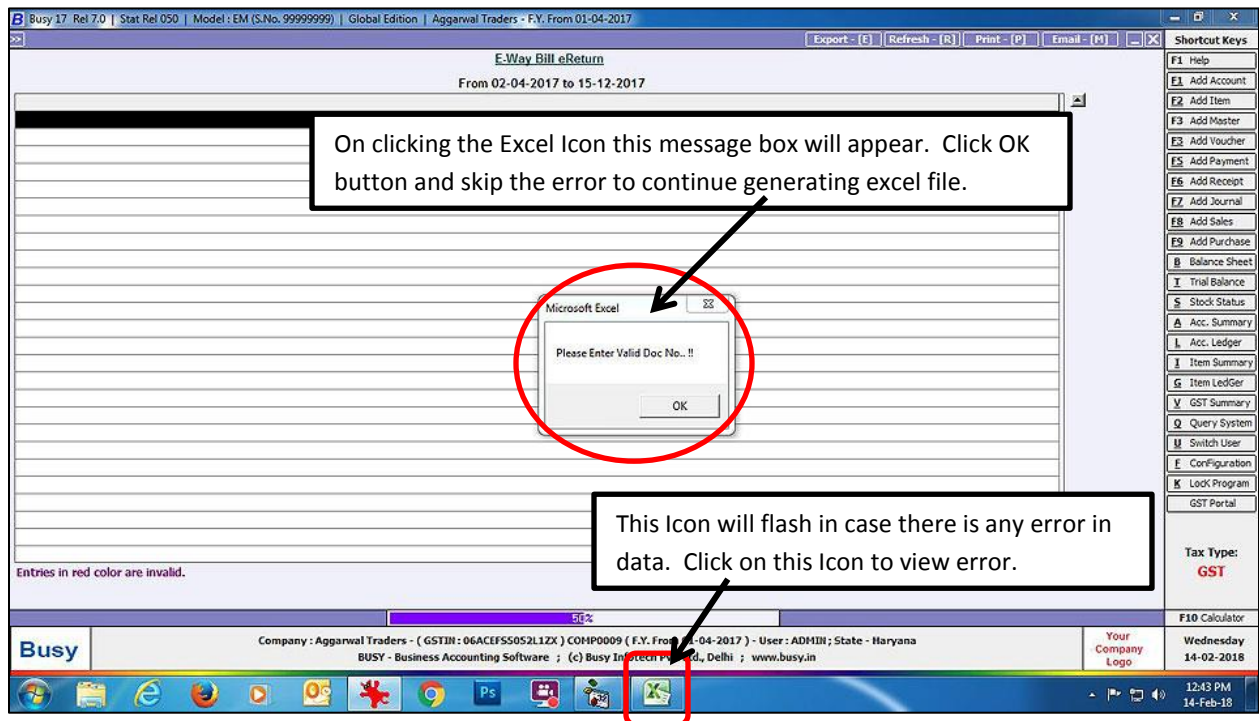 Busy 17 Rel 7.0 | Stat Rel 050 | Model : EM (S.No. 99999999) | Global Edition | Aggarwal Traders - F.Y. From 01-04-2017
Export - [E] Refresh - [R] Print - [P] Email - [M]
E-Way Bill eReturn
From 02-04-2017 to 15-12-2017
On clicking the Excel Icon this message box will appear. Click OK
button and skip the error to continue generating excel file.
Microsoft Excel
Please Enter Valid Doc No.. !!
OK
This Icon will flash in case there is any error in
data. Click on this Icon to view error.
Entries in red color are invalid.
50%
Shortcut Keys
F1 Help
F1 Add Account
F2 Add Item
F3 Add Master
F3 Add Voucher
F5 Add Payment
F6 Add Receipt
F7 Add Journal
F8 Add Sales
F9 Add Purchase
B Balance Sheet
T Trial Balance
S Stock Status
A Acc. Summary
L Acc. Ledger
I Item Summary
G Item LedGer
V GST Summary
Q Query System
U Switch User
F ConFiguration
K LocK Program
GST Portal
Tax Type:
GST
F10 Calculator
Busy
Company : Aggarwal Traders - ( GSTIN : 06ACEFS5052L1ZX ) COMP0009 ( F.Y. From 01-04-2017 ) - User : ADMIN ; State - Haryana
BUSY - Business Accounting Software ; (c) Busy Infotech Ltd., Delhi ; www.busy.in
Your
Company
Logo
Wednesday
14-02-2018
Ps
12:43 PM
14-Feb-18